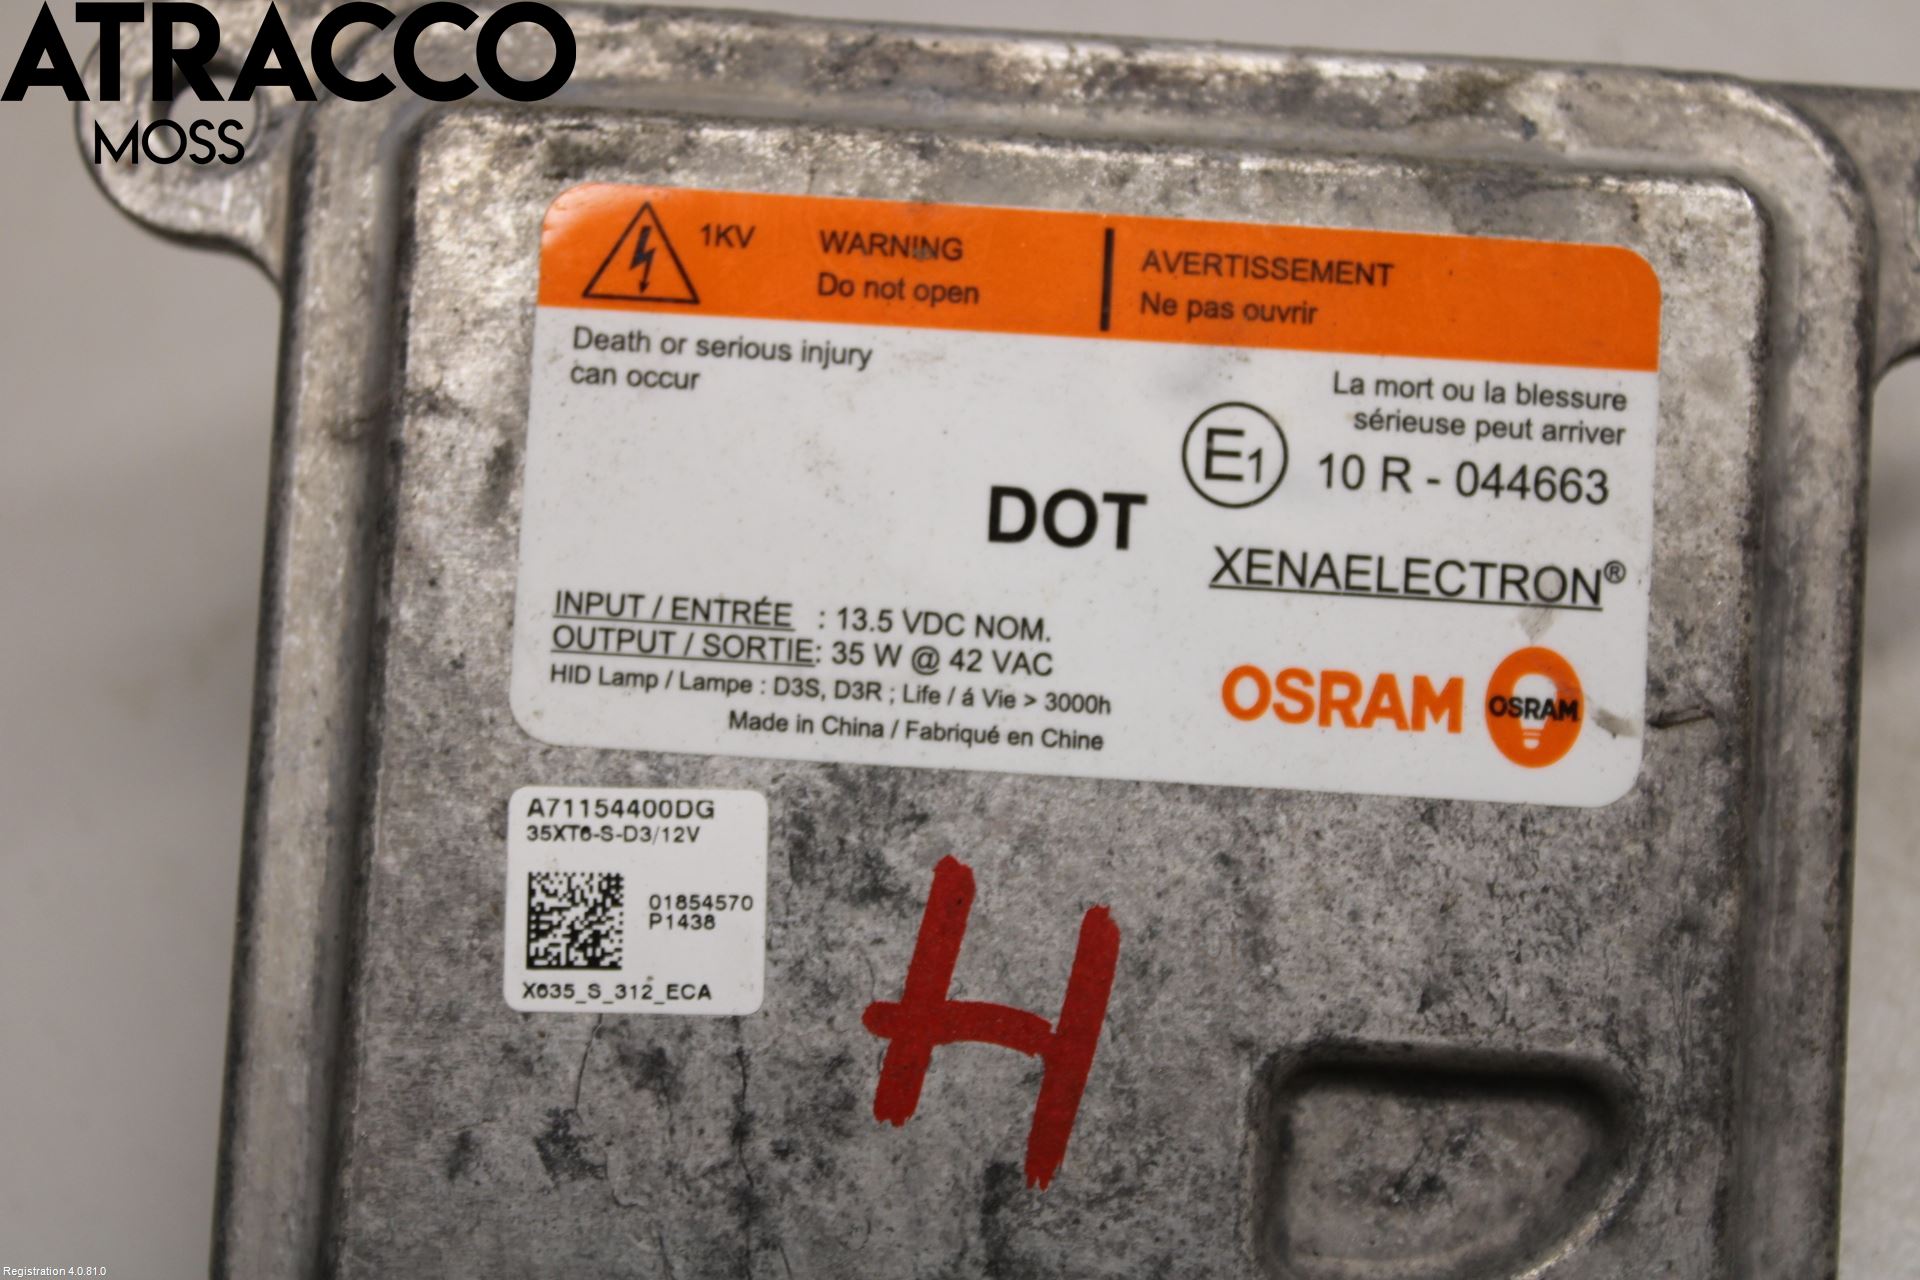 ATRACCO
MOSS
1KV
WARNING
Do not open
AVERTISSEMENT
Ne pas ouvrir
Death or serious injury
can occur
La mort ou la blessure
sérieuse peut arriver
E1 10 R - 044663
DOT
XENAELECTRON®
INPUT / ENTRÉE : 13.5 VDC NOM.
OUTPUT / SORTIE: 35 W @ 42 VAC
HID Lamp / Lampe : D3S, D3R ; Life / á Vie > 3000h
Made in China / Fabriqué en Chine
OSRAM OSRAM
A71154400DG
35XT6-S-D3/12V
01854570
P1438
X635_S_312_ECA
H
Registration 4.0.81.0